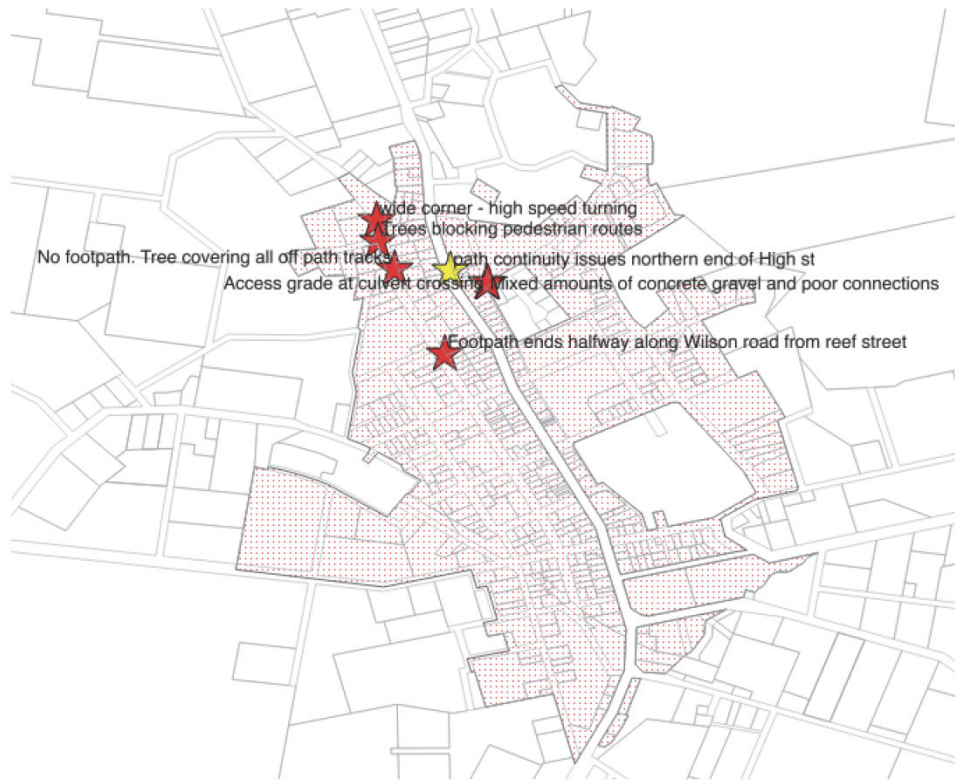 wide corner - high speed turning
Trees blocking pedestrian routes
No footpath. Tree covering all off path tracks
path continuity issues northern end of High st
Access grade at culvert crossing
Mixed amounts of concrete gravel and poor connections
Footpath ends halfway along Wilson road from reef street